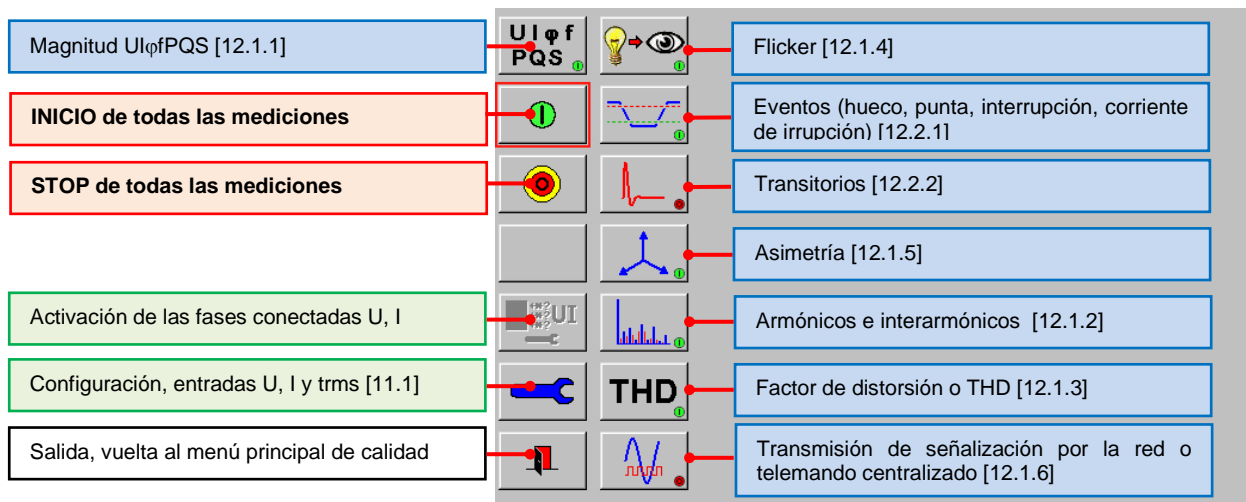 Magnitud UIφfPQS [12.1.1]
U I φ f
PQS
Flicker [12.1.4]
INICIO de todas las mediciones
Eventos (hueco, punta, interrupción, corriente
de irrupción) [12.2.1]
STOP de todas las mediciones
Transitorios [12.2.2]
Asimetría [12.1.5]
Activación de las fases conectadas U, I
+*?
+*?UI
+*?
Armónicos e interarmónicos [12.1.2]
Configuración, entradas U, I y trms [11.1]
THD
Factor de distorsión o THD [12.1.3]
Salida, vuelta al menú principal de calidad
Transmisión de señalización por la red o
telemando centralizado [12.1.6]